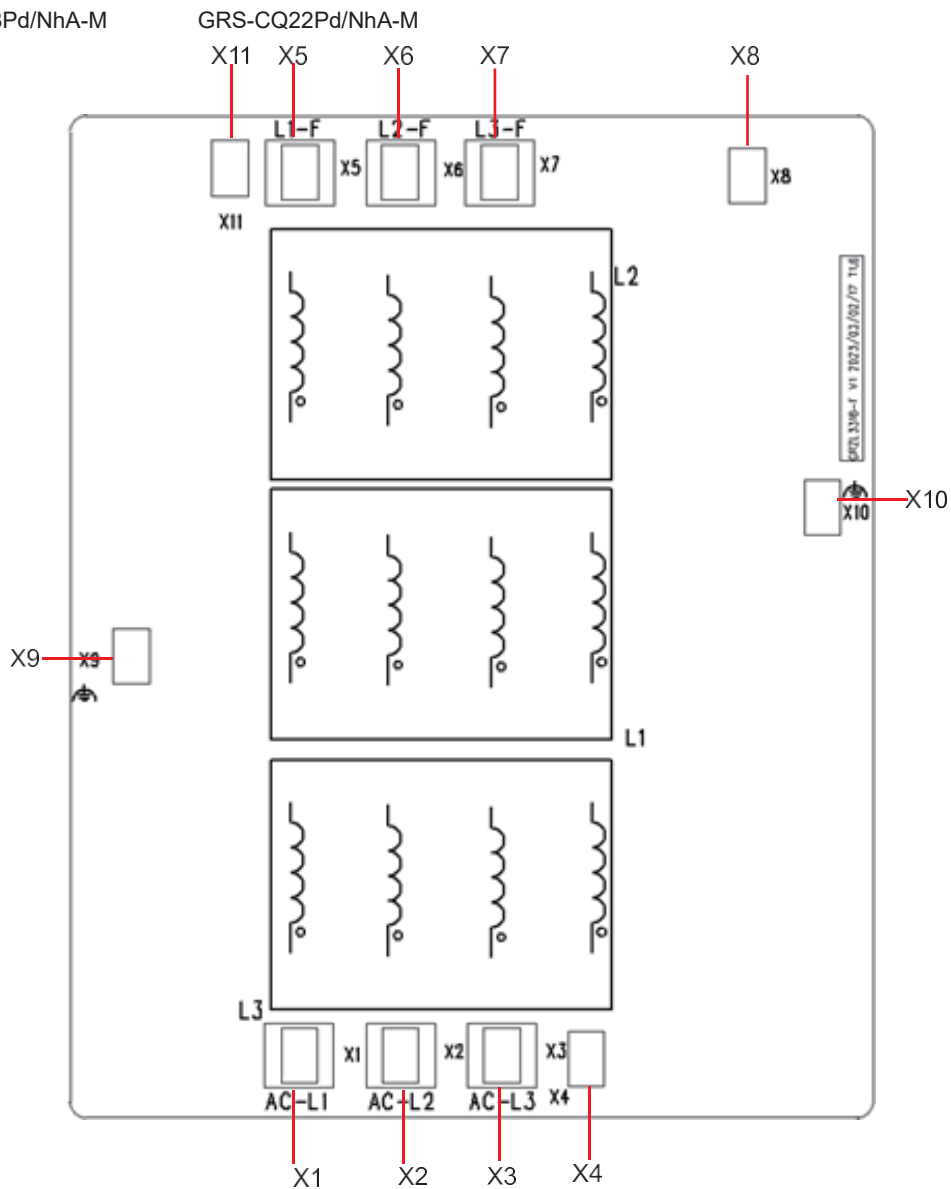 8Pd/NhA-M GRS-CQ22Pd/NhA-M
X11 X5 X6 X7 X8
L1-F L2-F L3-F
X5 X6 X7 X8
X11
L2
X10
X10
X9 X9
L1
L3
X1 X2 X3
X4
AC-L1 AC-L2 AC-L3
X1 X2 X3 X4